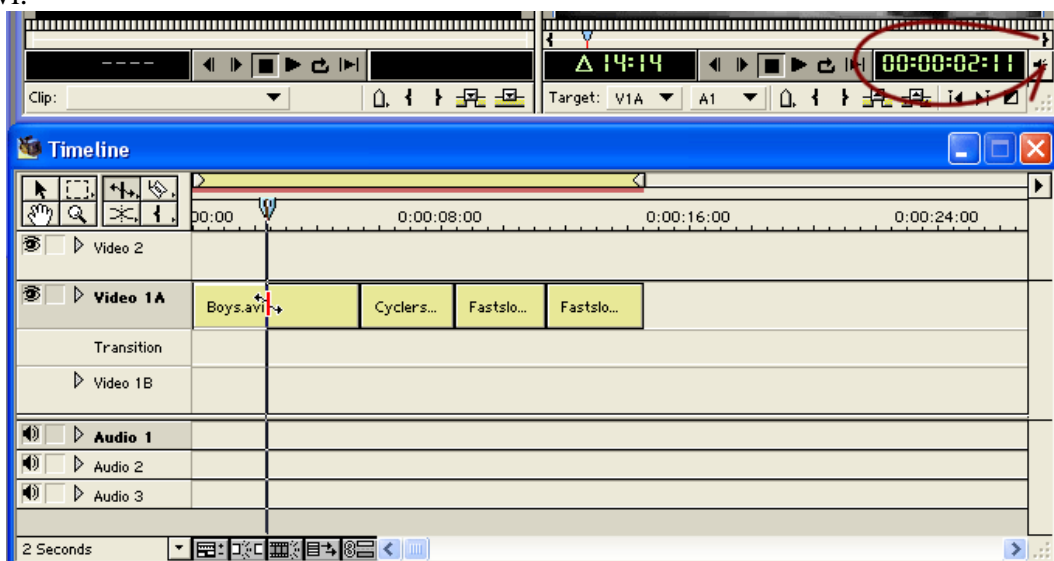 vi.
---- Δ 14:14 00:00:02:11
Clip: Target: V1A A1
Timeline
00:00 0:00:08:00 0:00:16:00 0:00:24:00
Video 2
Video 1A Boys.avi Cyclers... Fastslo... Fastslo...
Transition
Video 1B
Audio 1
Audio 2
Audio 3
2 Seconds